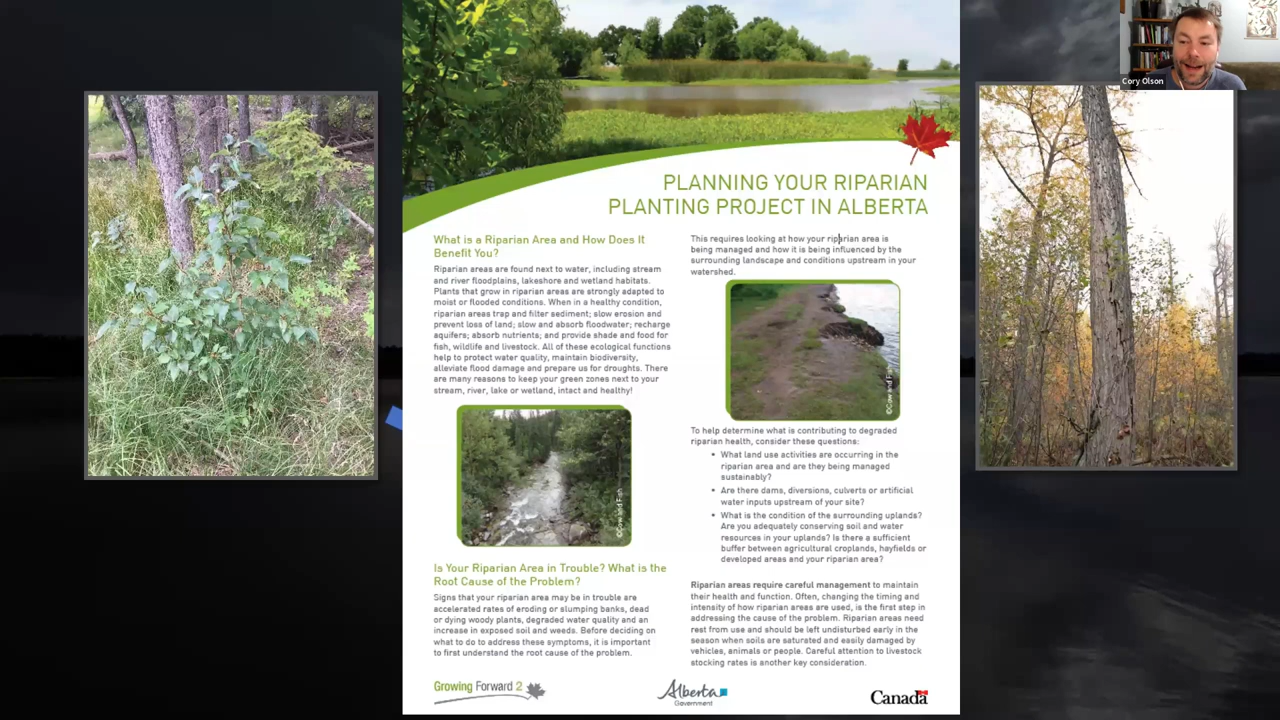 Cory Olson
PLANNING YOUR RIPARIAN
PLANTING PROJECT IN ALBERTA
What is a Riparian Area and How Does It
Benefit You?
Riparian areas are found next to water, including stream
and river floodplains, lakeshore and wetland habitats.
Plants that grow in riparian areas are strongly adapted to
moist or flooded conditions. When in a healthy condition,
riparian areas trap and filter sediment; slow erosion and
prevent loss of land; slow and absorb floodwater; recharge
aquifers; absorb nutrients; and provide shade and food for
fish, wildlife and livestock. All of these ecological functions
help to protect water quality, maintain biodiversity,
alleviate flood damage and prepare us for droughts. There
are many reasons to keep your green zones next to your
stream, river, lake or wetland, intact and healthy!
©Cow and Fish
Is Your Riparian Area in Trouble? What is the
Root Cause of the Problem?
Signs that your riparian area may be in trouble are
accelerated rates of eroding or slumping banks, dead
or dying woody plants, degraded water quality and an
increase in exposed soil and weeds. Before deciding on
what to do to address these symptoms, it is important
to first understand the root cause of the problem.
This requires looking at how your riparian area is
being managed and how it is being influenced by the
surrounding landscape and conditions upstream in your
watershed.
©Cow and Fish
To help determine what is contributing to degraded
riparian health, consider these questions:
• What land use activities are occurring in the
riparian area and are they being managed
sustainably?
• Are there dams, diversions, culverts or artificial
water inputs upstream of your site?
• What is the condition of the surrounding uplands?
Are you adequately conserving soil and water
resources in your uplands? Is there a sufficient
buffer between agricultural croplands, hayfields or
developed areas and your riparian area?
Riparian areas require careful management to maintain
their health and function. Often, changing the timing and
intensity of how riparian areas are used, is the first step in
addressing the cause of the problem. Riparian areas need
rest from use and should be left undisturbed early in the
season when soils are saturated and easily damaged by
vehicles, animals or people. Careful attention to livestock
stocking rates is another key consideration.
Growing Forward 2
Alberta
Government
Canada